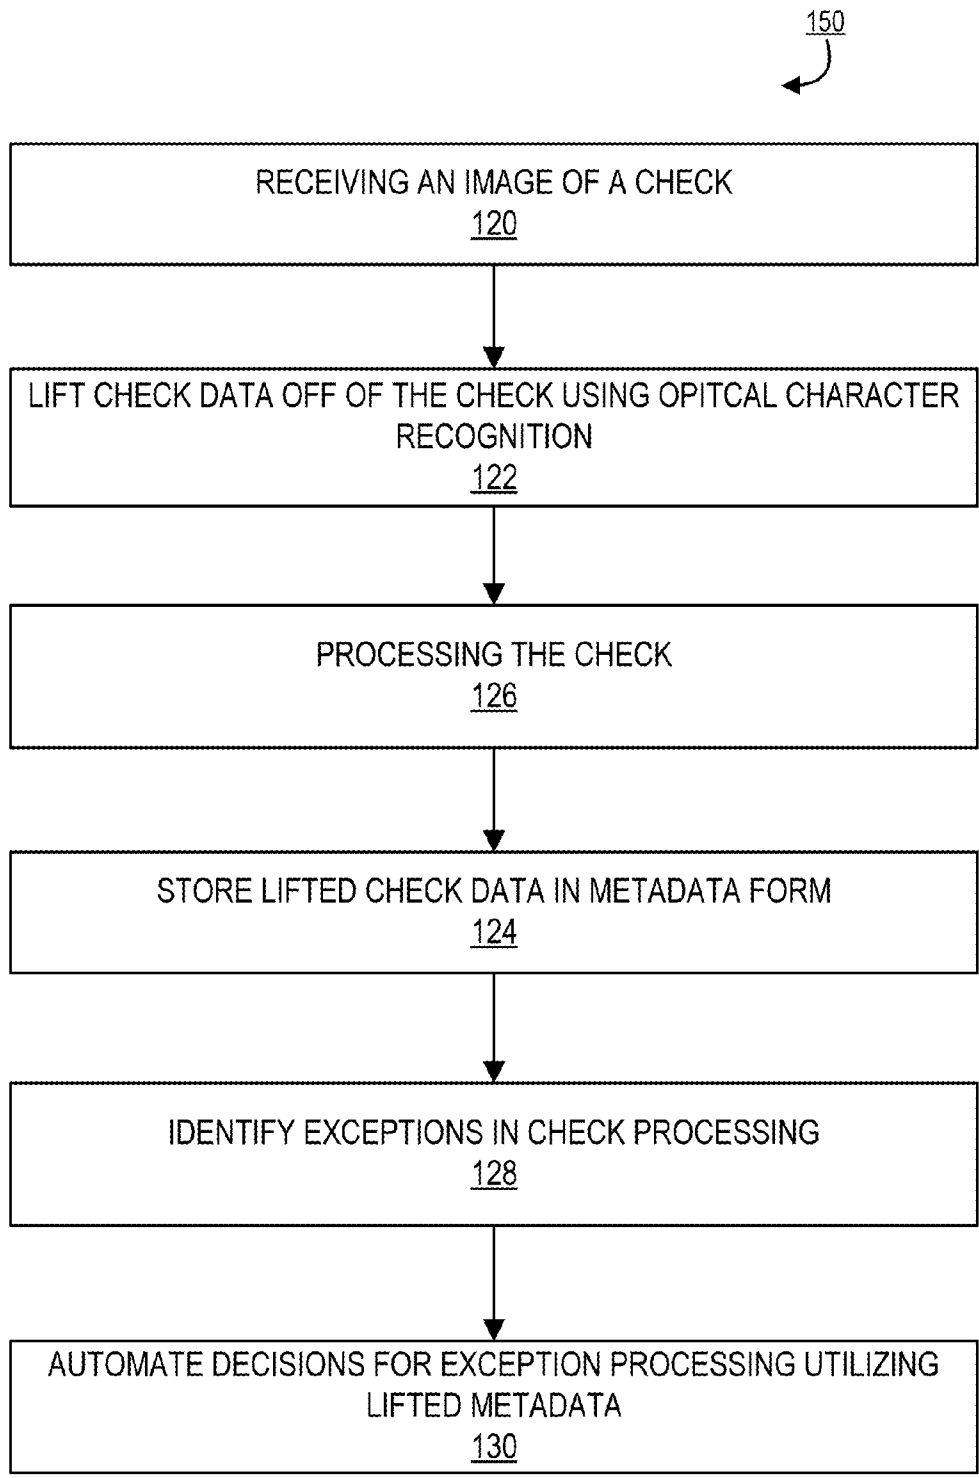 150
RECEIVING AN IMAGE OF A CHECK
120
LIFT CHECK DATA OFF OF THE CHECK USING OPITCAL CHARACTER
RECOGNITION
122
PROCESSING THE CHECK
126
STORE LIFTED CHECK DATA IN METADATA FORM
124
IDENTIFY EXCEPTIONS IN CHECK PROCESSING
128
AUTOMATE DECISIONS FOR EXCEPTION PROCESSING UTILIZING
LIFTED METADATA
130